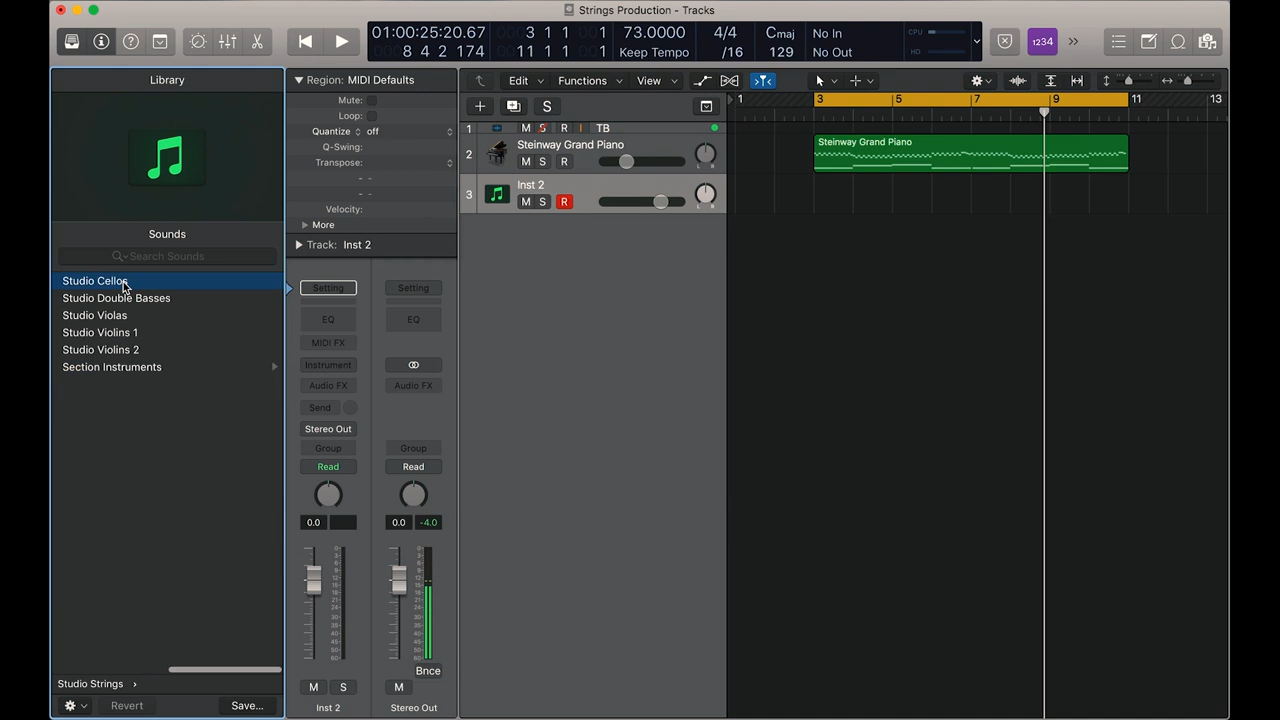 Strings Production - Tracks
01:00:25:20.67
8 4 2 174
3 1 1 1
11 1 1 1
73.0000
Keep Tempo
4/4
/16
Cmaj
129
No In
No Out
CPU
HD
1234
Library
Sounds
Search Sounds
Studio Cellos
Studio Double Basses
Studio Violas
Studio Violins 1
Studio Violins 2
Section Instruments
Studio Strings
Revert
Save...
Region: MIDI Defaults
Mute:
Loop:
Quantize off
Q-Swing:
Transpose:
Velocity:
More
Track: Inst 2
Setting
Setting
EQ
EQ
MIDI FX
Instrument
Audio FX
Audio FX
Send
Stereo Out
Group
Group
Read
Read
0.0
0.0 -4.0
Bnce
M S
M
Inst 2
Stereo Out
Edit
Functions
View
S
1 M S R I TB
2 Steinway Grand Piano
M S R
L R
3 Inst 2
M S R
L R
1 3 5 7 9 11 13
Steinway Grand Piano